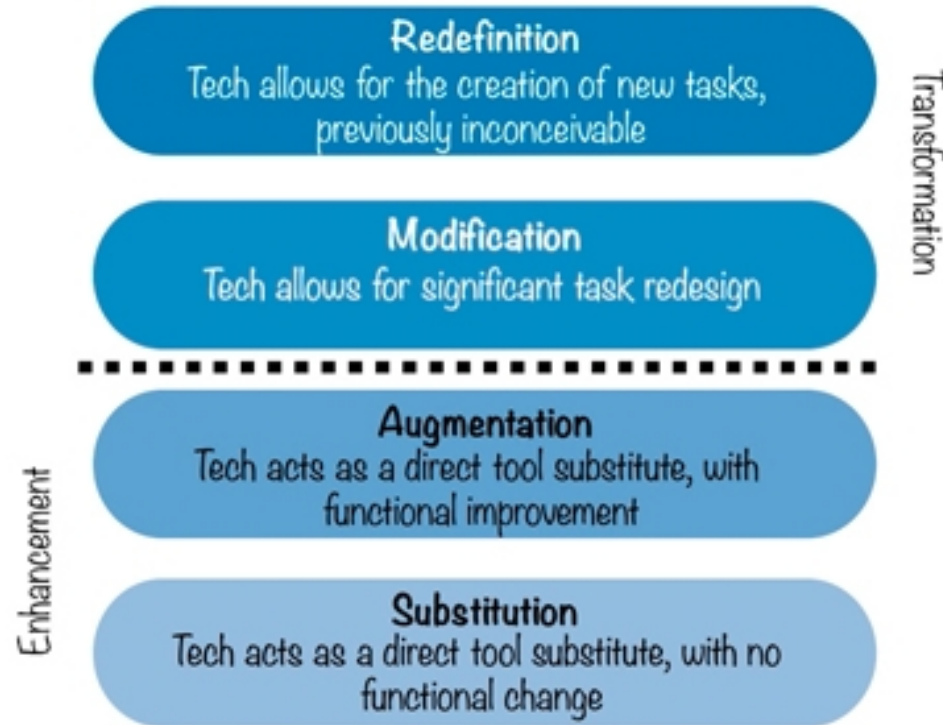 Redefinition
Tech allows for the creation of new tasks,
previously inconceivable
Transformation
Modification
Tech allows for significant task redesign
Augmentation
Tech acts as a direct tool substitute, with
functional improvement
Enhancement
Substitution
Tech acts as a direct tool substitute, with no
functional change